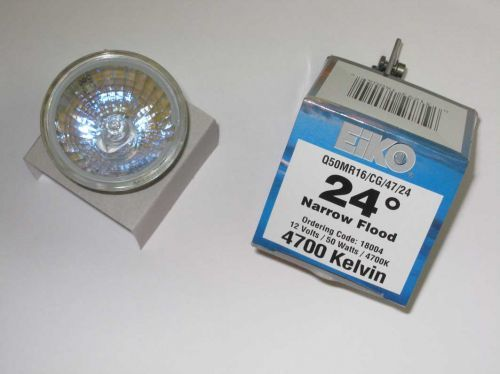 EiKO
Q50MR16/CG/47/24
24°
Narrow Flood
Ordering Code: 18004
12 Volts / 50 Watts / 4700K
4700 Kelvin